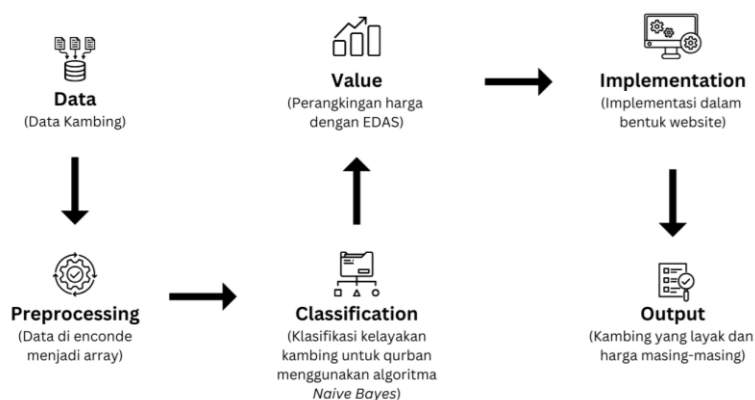 Data
(Data Kambing)
Preprocessing
(Data di enconde
menjadi array)
Classification
(Klasifikasi kelayakan
kambing untuk qurban
menggunakan algoritma
Naive Bayes)
Value
(Perangkingan harga
dengan EDAS)
Implementation
(Implementasi dalam
bentuk website)
Output
(Kambing yang layak dan
harga masing-masing)